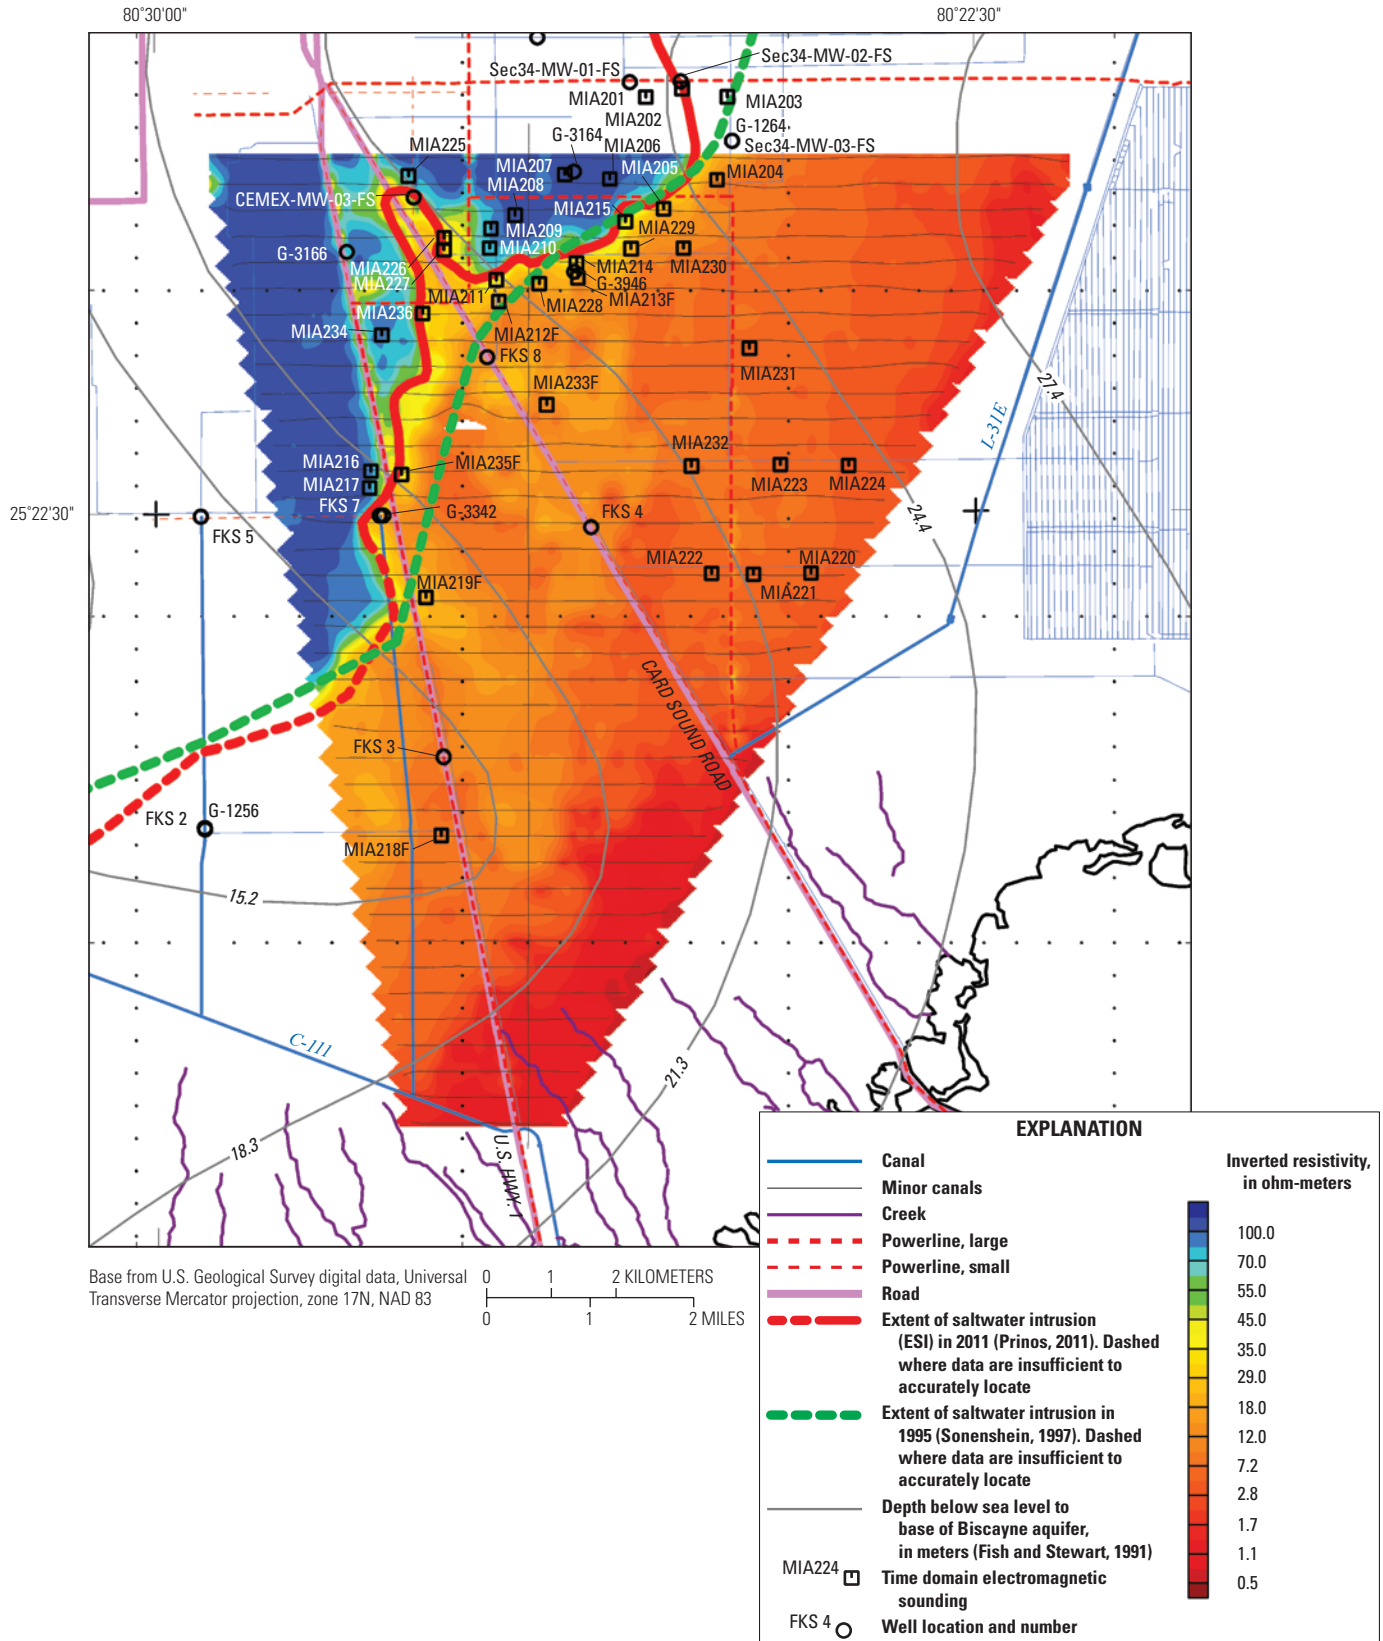 80°30'00"
80°22'30"
Sec34-MW-02-FS
Sec34-MW-01-FS
MIA201
MIA203
MIA202
G-1264
G-3164
MIA225
MIA206
Sec34-MW-03-FS
MIA207
MIA205
MIA204
MIA208
CEMEX-MW-03-FS
MIA215
MIA209
MIA229
G-3166
MIA210
MIA226
MIA214
MIA230
MIA227
G-3946
MIA211
MIA213F
MIA228
MIA236
MIA234
MIA212F
FKS 8
MIA231
MIA233F
27.4
L-31E
MIA232
MIA216
MIA235F
MIA217
MIA223
MIA224
FKS 7
G-3342
25°22'30"
FKS 4
24.4
FKS 5
MIA222
MIA220
MIA219F
MIA221
CARD SOUND ROAD
FKS 3
G-1256
FKS 2
MIA218F
15.2
C-111
21.3
18.3
U.S. HWY. 1
Base from U.S. Geological Survey digital data, Universal
Transverse Mercator projection, zone 17N, NAD 83
0 1 2 KILOMETERS
0 1 2 MILES
EXPLANATION
Canal
Minor canals
Creek
Powerline, large
Powerline, small
Road
Extent of saltwater intrusion
(ESI) in 2011 (Prinos, 2011). Dashed
where data are insufficient to
accurately locate
Extent of saltwater intrusion in
1995 (Sonenshein, 1997). Dashed
where data are insufficient to
accurately locate
Depth below sea level to
base of Biscayne aquifer,
in meters (Fish and Stewart, 1991)
MIA224
Time domain electromagnetic
sounding
FKS 4
Well location and number
Inverted resistivity,
in ohm-meters
100.0
70.0
55.0
45.0
35.0
29.0
18.0
12.0
7.2
2.8
1.7
1.1
0.5